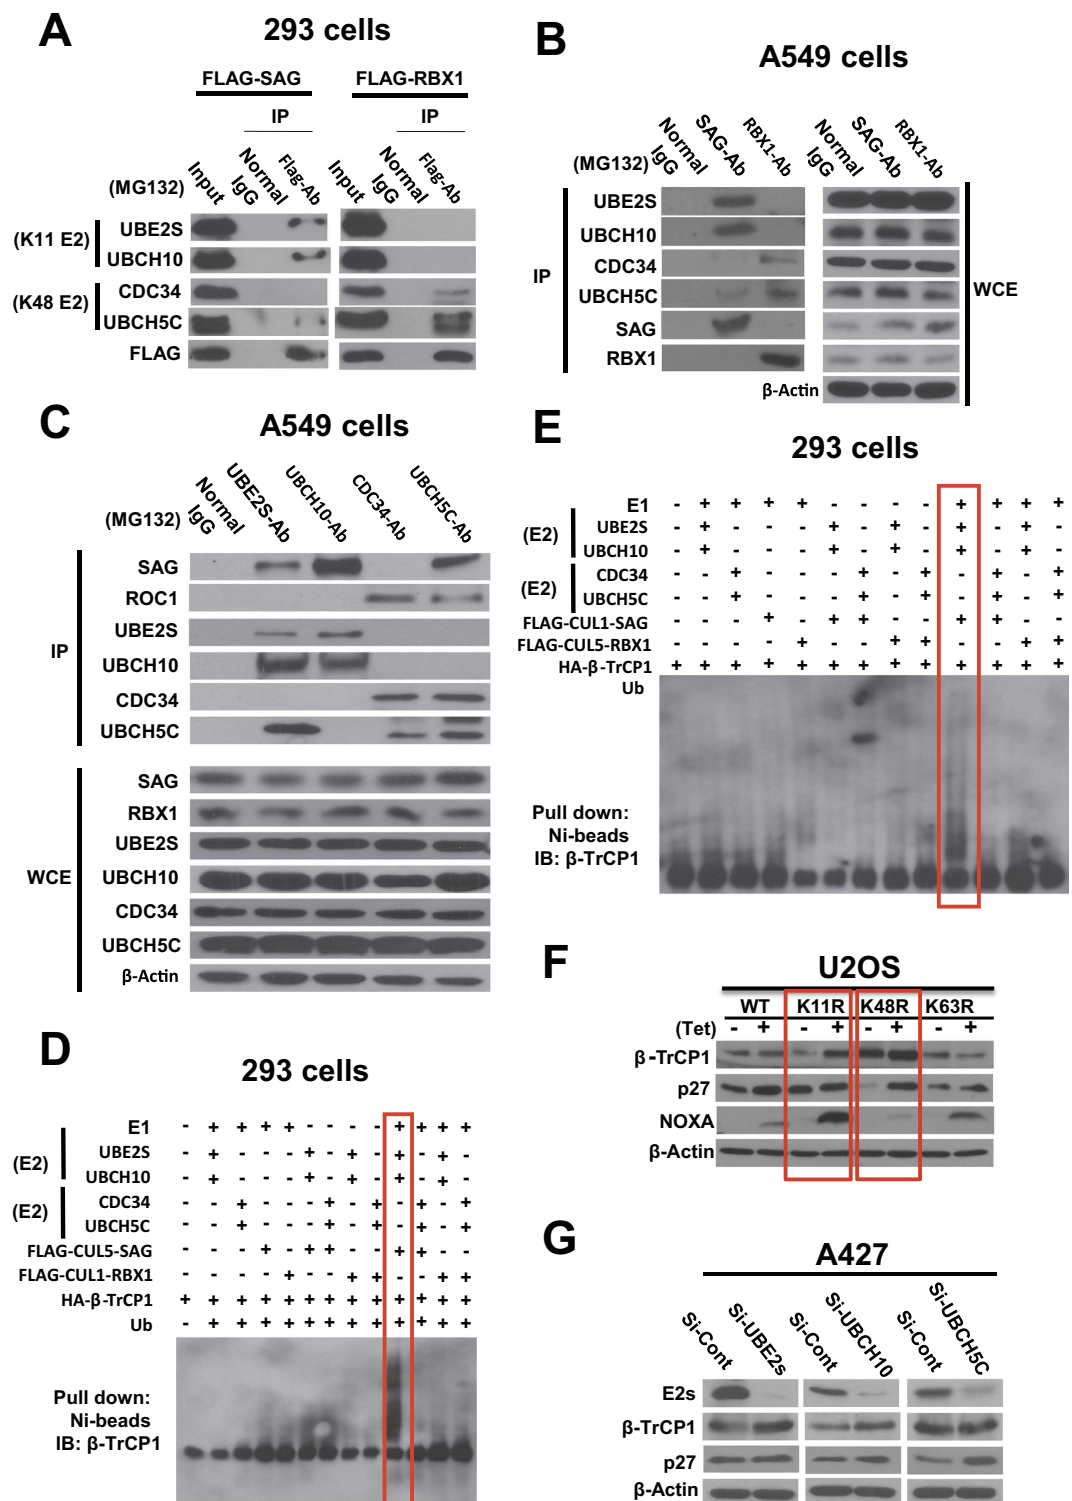 A
293 cells
FLAG-SAG
FLAG-RBX1
IP
IP
(MG132)
Input
Normal IgG
Flag-Ab
Input
Normal IgG
Flag-Ab
(K11 E2)
UBE2S
UBCH10
(K48 E2)
CDC34
UBCH5C
FLAG
B
A549 cells
(MG132)
Normal IgG
SAG-Ab
RBX1-Ab
Normal IgG
SAG-Ab
RBX1-Ab
IP
UBE2S
UBCH10
CDC34
UBCH5C
SAG
RBX1
β-Actin
WCE
C
A549 cells
(MG132)
Normal IgG
UBE2S-Ab
UBCH10-Ab
CDC34-Ab
UBCH5C-Ab
IP
SAG
ROC1
UBE2S
UBCH10
CDC34
UBCH5C
WCE
SAG
RBX1
UBE2S
UBCH10
CDC34
UBCH5C
β-Actin
D
293 cells
E1 - + + + + - - - - + + + +
(E2)
UBE2S - + - - - + - + - + - + -
UBCH10 - + - - - + - + - + - + -
(E2)
CDC34 - - + - - - + - + - + - +
UBCH5C - - + - - - + - + - + - +
FLAG-CUL5-SAG - - - + - + + - - + + - -
FLAG-CUL1-RBX1 - - - - + - - + + - - + +
HA-β-TrCP1 + + + + + + + + + + + + +
Ub - + + + + + + + + + + + +
Pull down:
Ni-beads
IB: β-TrCP1
E
293 cells
E1 - + + + + - - - - + + + +
(E2)
UBE2S - + - - - + - + - + - + -
UBCH10 - + - - - + - + - + - + -
(E2)
CDC34 - - + - - - + - + - + - +
UBCH5C - - + - - - + - + - + - +
FLAG-CUL1-SAG - - - + - + + - - + + - -
FLAG-CUL5-RBX1 - - - - + - - + + - - + +
HA-β-TrCP1 + + + + + + + + + + + + +
Ub
Pull down:
Ni-beads
IB: β-TrCP1
F
U2OS
WT K11R K48R K63R
(Tet) - + - + - + - +
β-TrCP1
p27
NOXA
β-Actin
G
A427
Si-Cont
Si-UBE2s
Si-Cont
Si-UBCH10
Si-Cont
Si-UBCH5C
E2s
β-TrCP1
p27
β-Actin